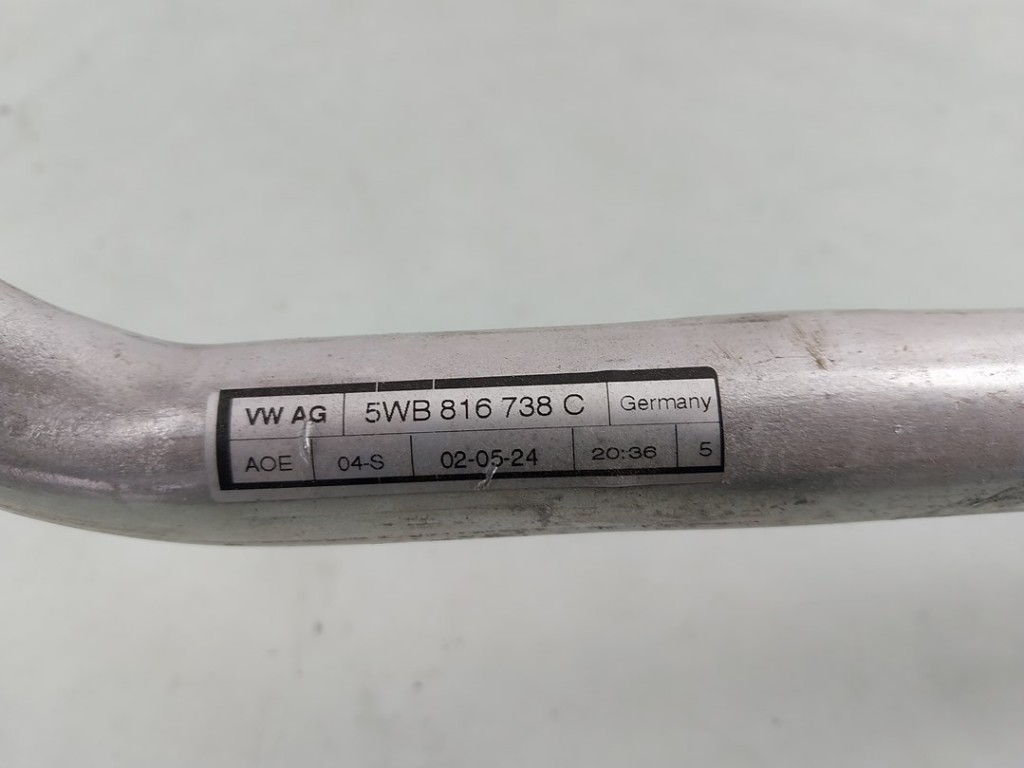 VW AG 5WB 816 738 C Germany
AOE 04-S 02-05-24 20:36 5